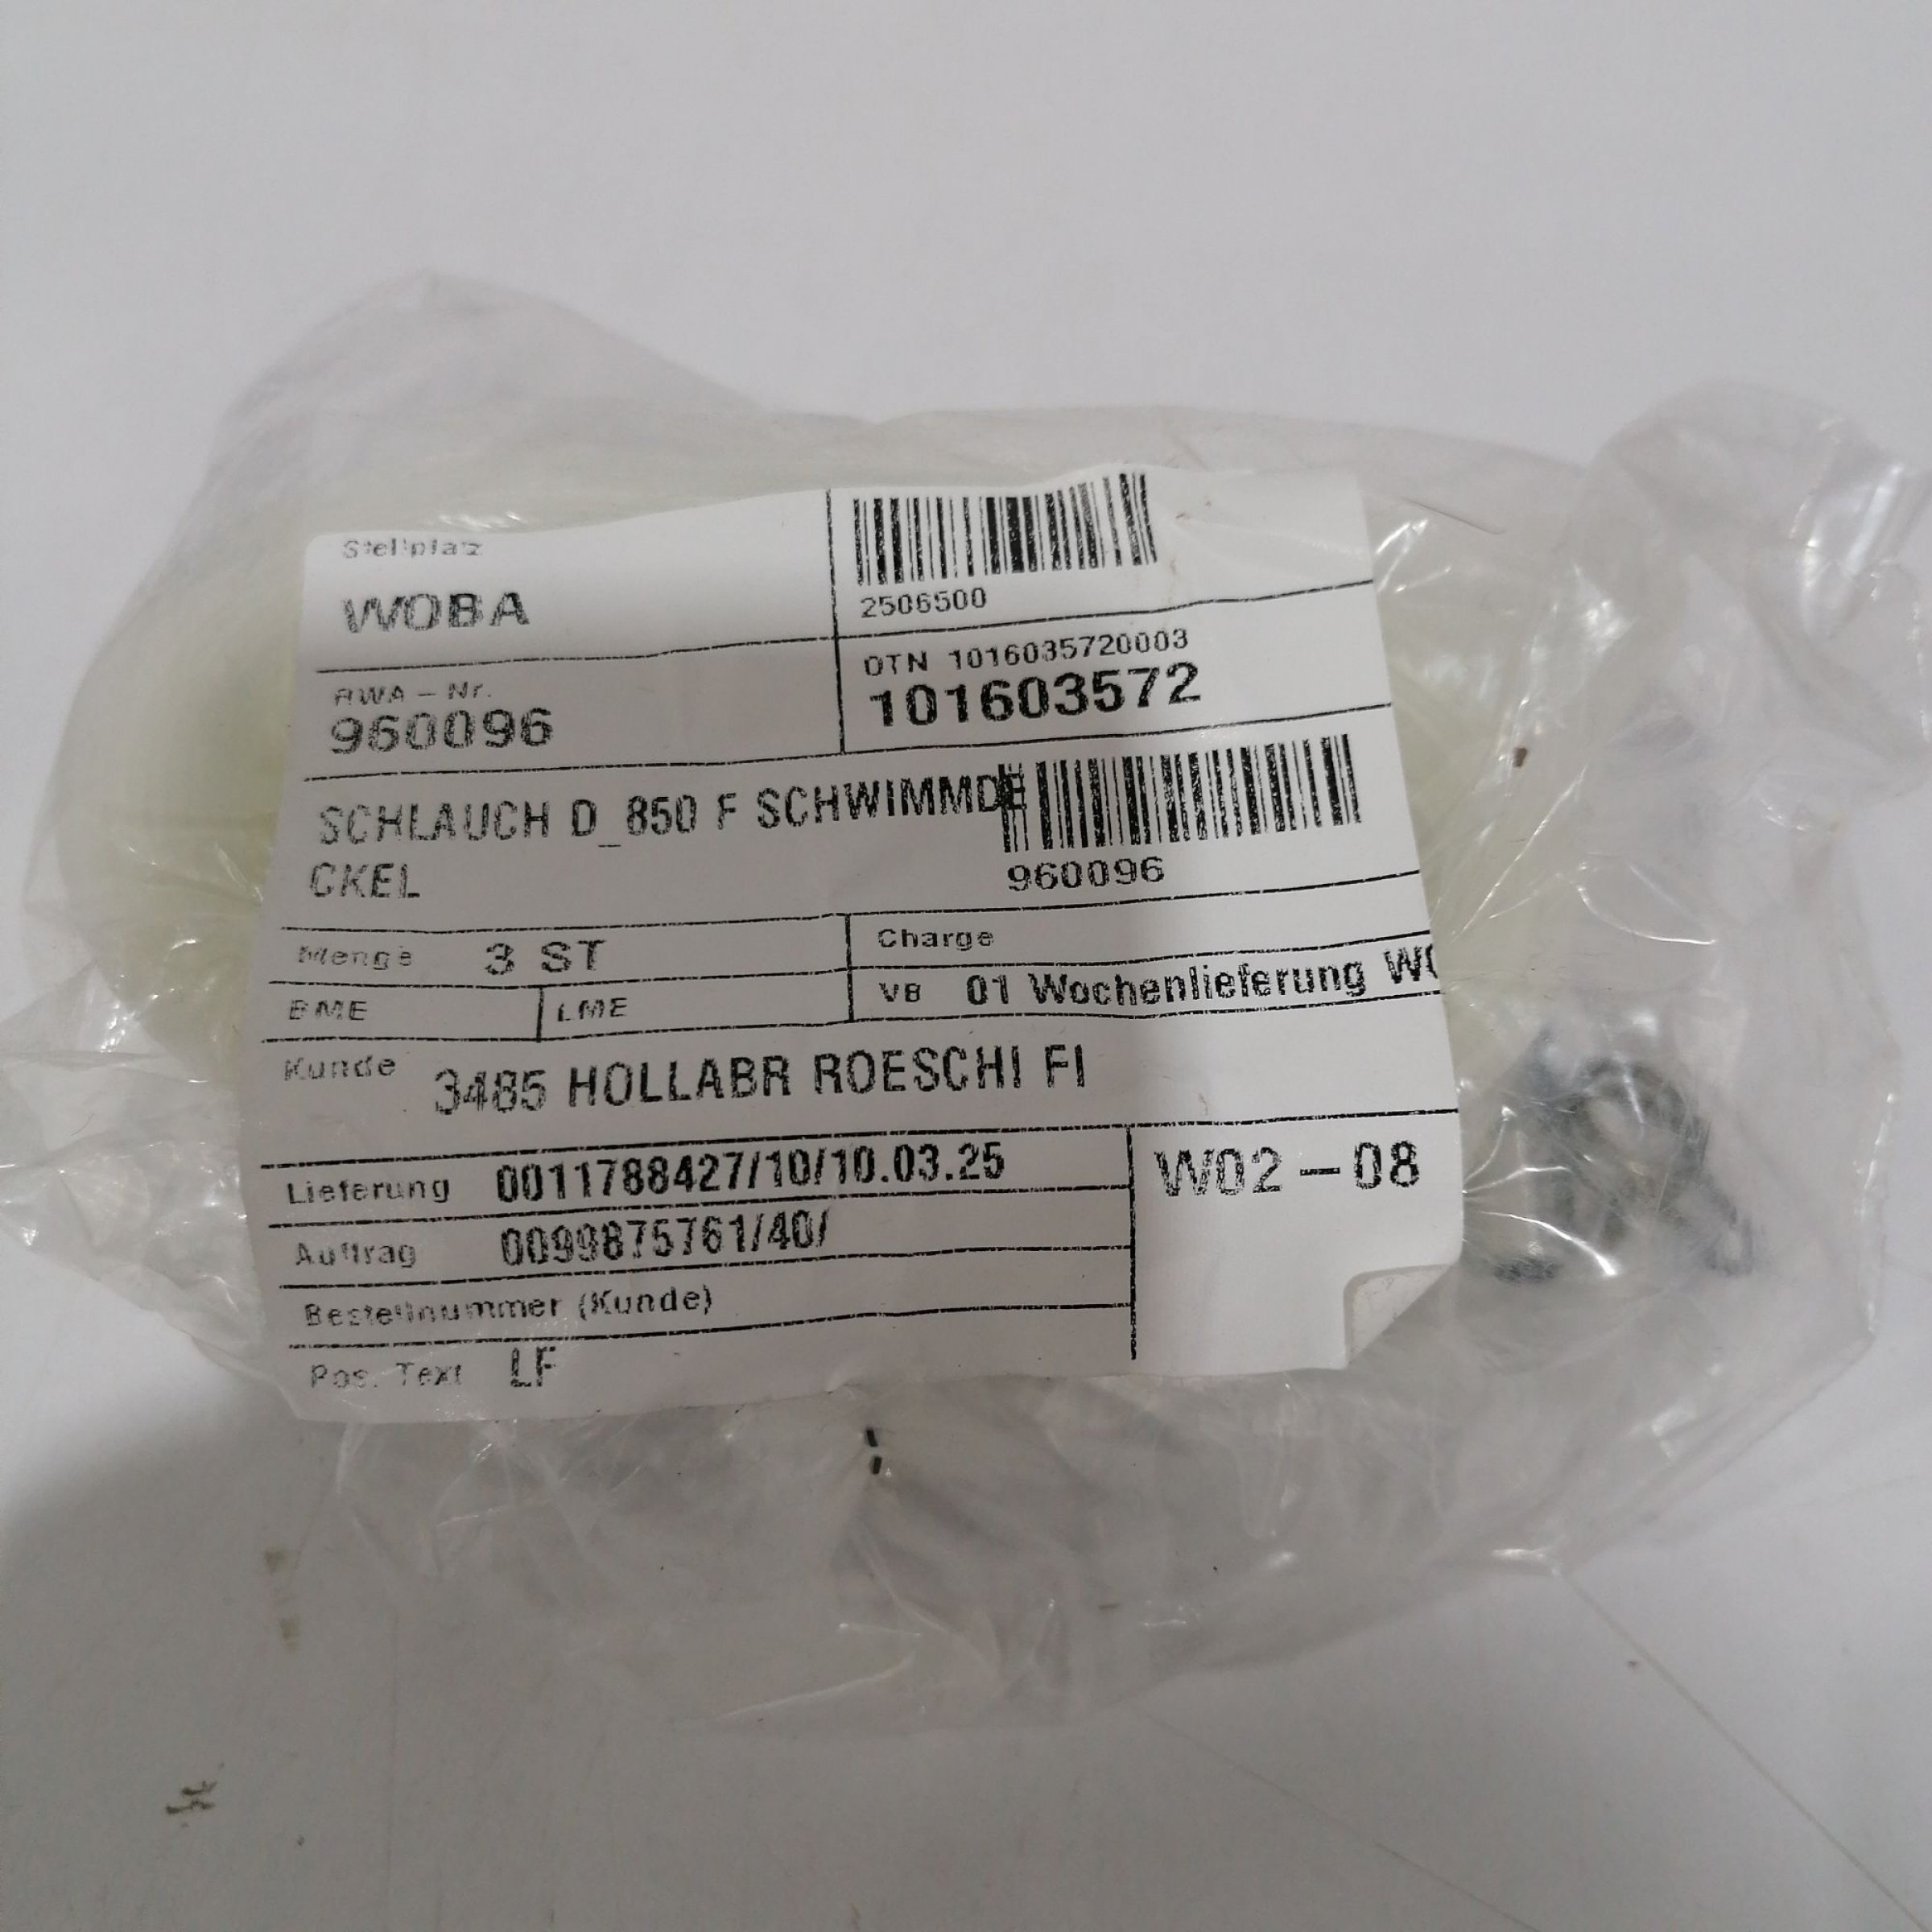 Stellplatz
WOBA
2506500
RWA-Nr.
960096
OTN 1016035720003
101603572
SCHLAUCH D_850 F SCHWIMMDE
CKEL
960096
Menge 3 ST
Charge
BME LME
V8 01 Wochenlieferung WO
Kunde 3485 HOLLABR ROESCHI FI
Lieferung 0011788427/10/10.03.25
W02-08
Auftrag 0099875761/40/
Bestellnummer (Kunde)
Pos. Text LF